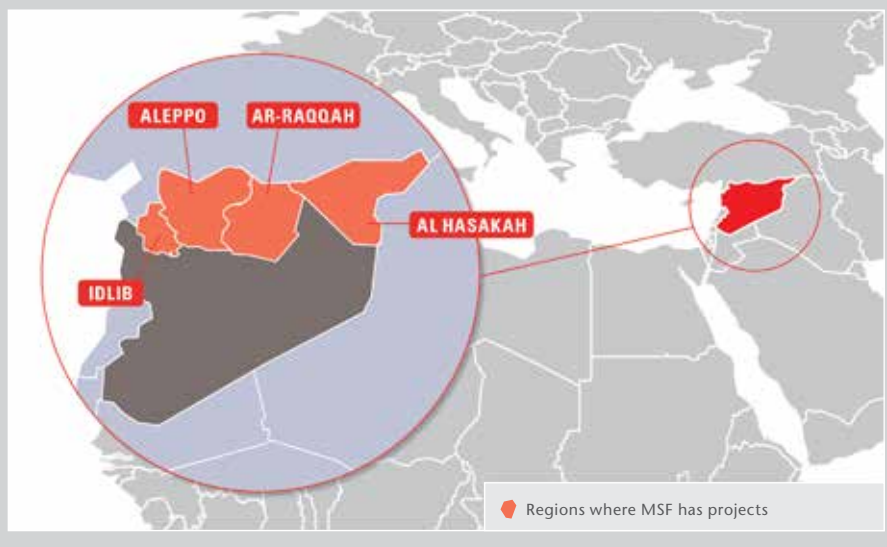 ALEPPO
AR-RAQQAH
AL HASAKAH
IDLIB
Regions where MSF has projects